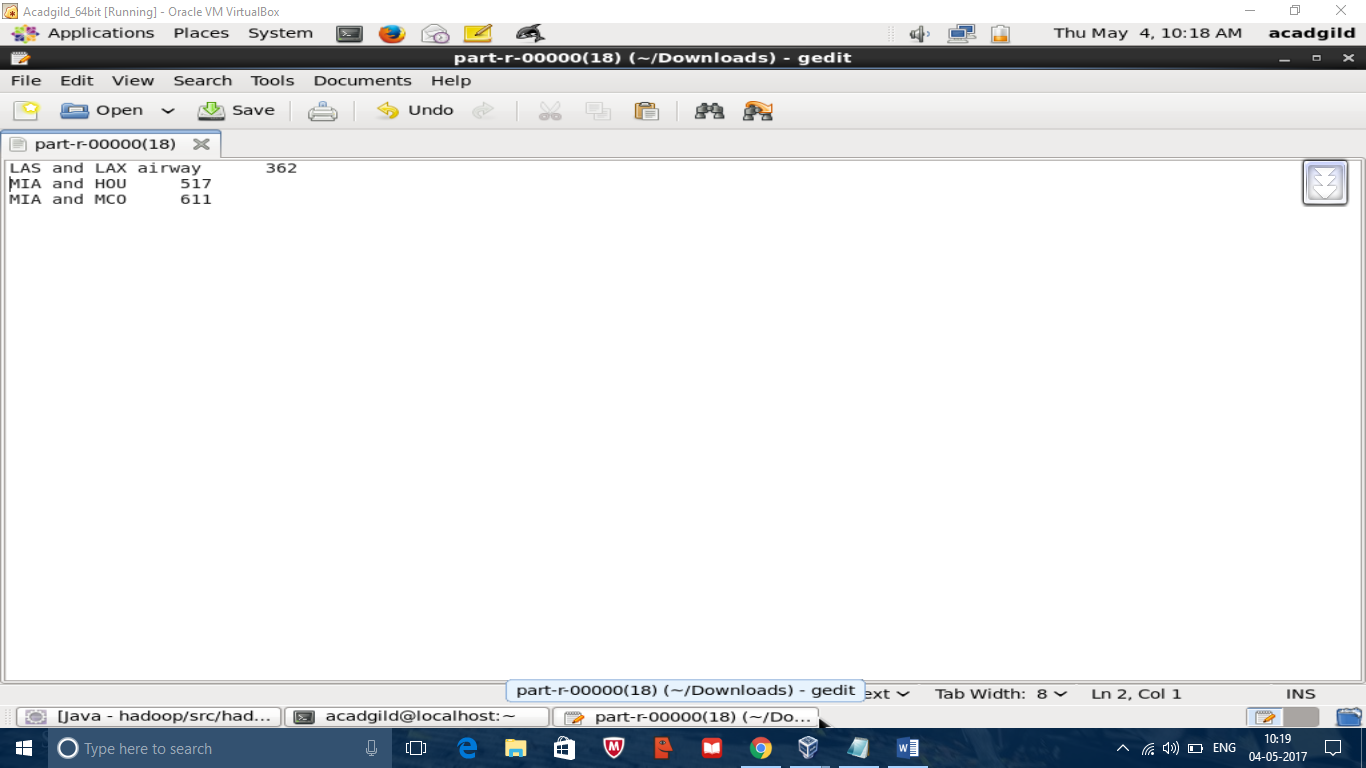 Acadgild_64bit [Running] - Oracle VM VirtualBox
Applications Places System Thu May 4, 10:18 AM acadgild
part-r-00000(18) (~/Downloads) - gedit
File Edit View Search Tools Documents Help
Open Save Undo
part-r-00000(18)
LAS and LAX airway 362
MIA and HOU 517
MIA and MCO 611
part-r-00000(18) (~/Downloads) - gedit ext Tab Width: 8 Ln 2, Col 1 INS
[Java - hadoop/src/had... acadgild@localhost:~ part-r-00000(18) (~/Do...
Type here to search ENG 10:19
04-05-2017